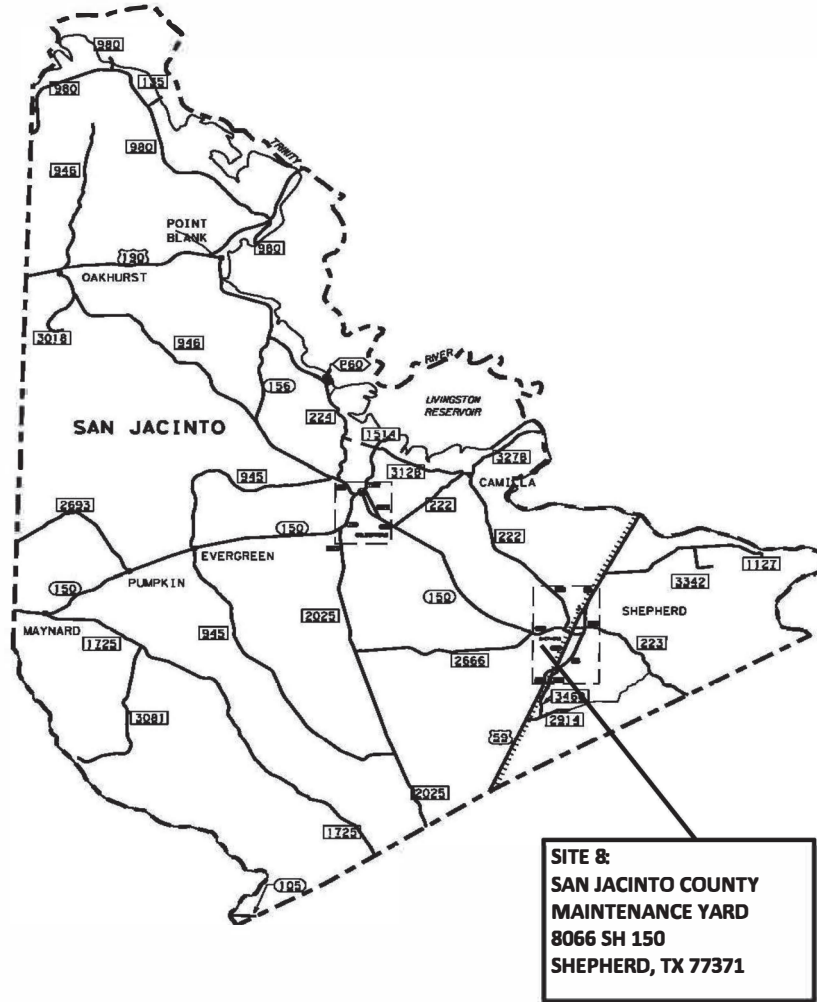 980
980
135
980
TRINITY
946
POINT
BLANK
190
980
OAKHURST
3018
946
P60
RIVER
156
LIVINGSTON
RESERVOIR
224
SAN JACINTO
1514
3278
945
3128
CAMILLA
2693
222
150
222
EVERGREEN
1127
3342
PUMPKIN
150
150
SHEPHERD
MAYNARD
2025
1725
945
223
2666
3081
2914
59
2025
1725
105
SITE 8:
SAN JACINTO COUNTY
MAINTENANCE YARD
8066 SH 150
SHEPHERD, TX 77371